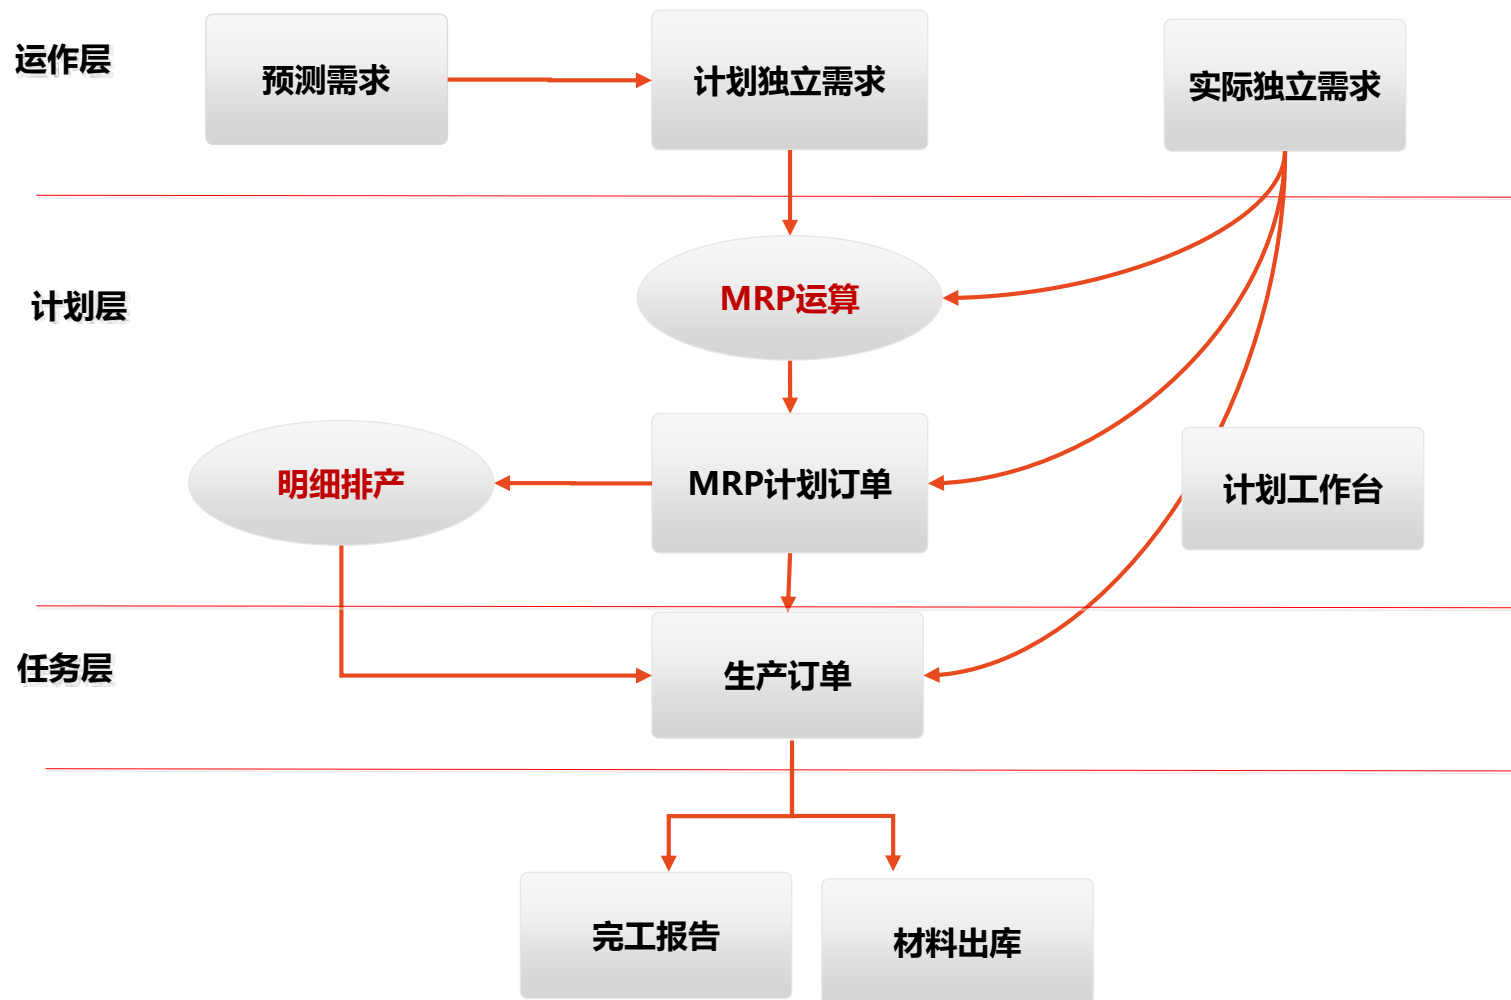 运作层
预测需求
计划独立需求
实际独立需求
计划层
MRP运算
明细排产
MRP计划订单
计划工作台
任务层
生产订单
完工报告
材料出库